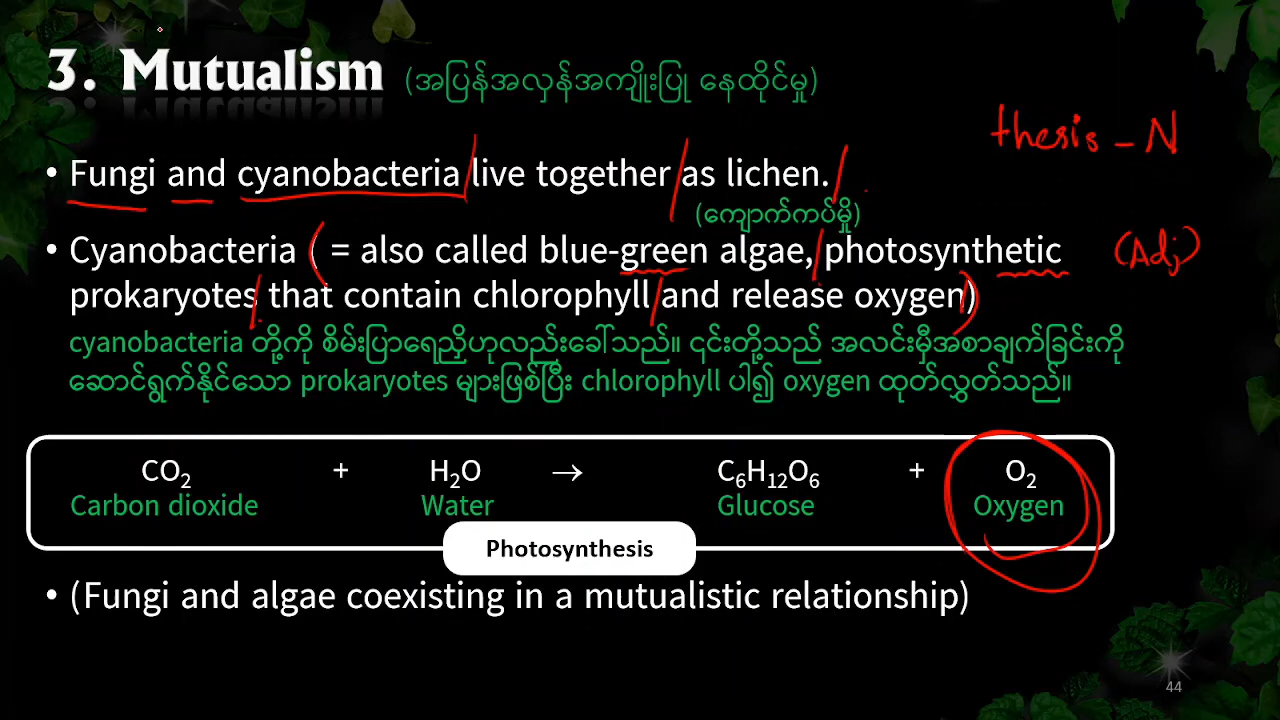 3. Mutualism (အပြန်အလှန်အကျိုးပြု နေထိုင်မှု)
thesis - N
• Fungi and cyanobacteria live together as lichen.
(ကျောက်ကပ်မှို)
• Cyanobacteria ( = also called blue-green algae, photosynthetic (Adj)
prokaryotes that contain chlorophyll and release oxygen)
cyanobacteria တို့ကို စိမ်းပြာရေညှိဟုလည်းခေါ်သည်။ ၎င်းတို့သည် အလင်းမှီအစာချက်ခြင်းကို
ဆောင်ရွက်နိုင်သော prokaryotes များဖြစ်ပြီး chlorophyll ပါ၍ oxygen ထုတ်လွှတ်သည်။
CO₂ + H₂O → C₆H₁₂O₆ + O₂
Carbon dioxide Water Glucose Oxygen
Photosynthesis
• (Fungi and algae coexisting in a mutualistic relationship)
44